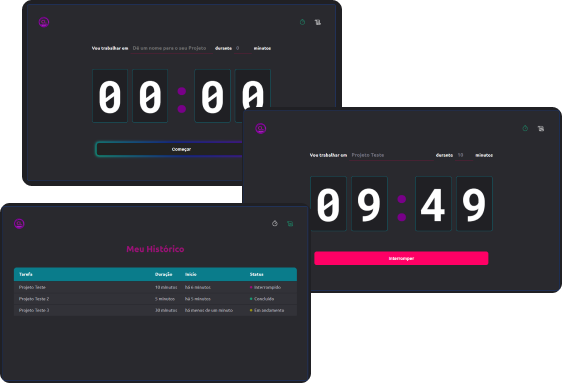 Vou trabalhar em Dê um nome para o seu Projeto durante 0 minutos
00:00
Começar
Vou trabalhar em Projeto Teste durante 10 minutos
09:49
Interromper
Meu Histórico
Tarefa Duração Início Status
Projeto Teste 10 minutos há 6 minutos Interrompido
Projeto Teste 2 5 minutos há 5 minutos Concluído
Projeto Teste 3 10 minutos há menos de um minuto Em andamento